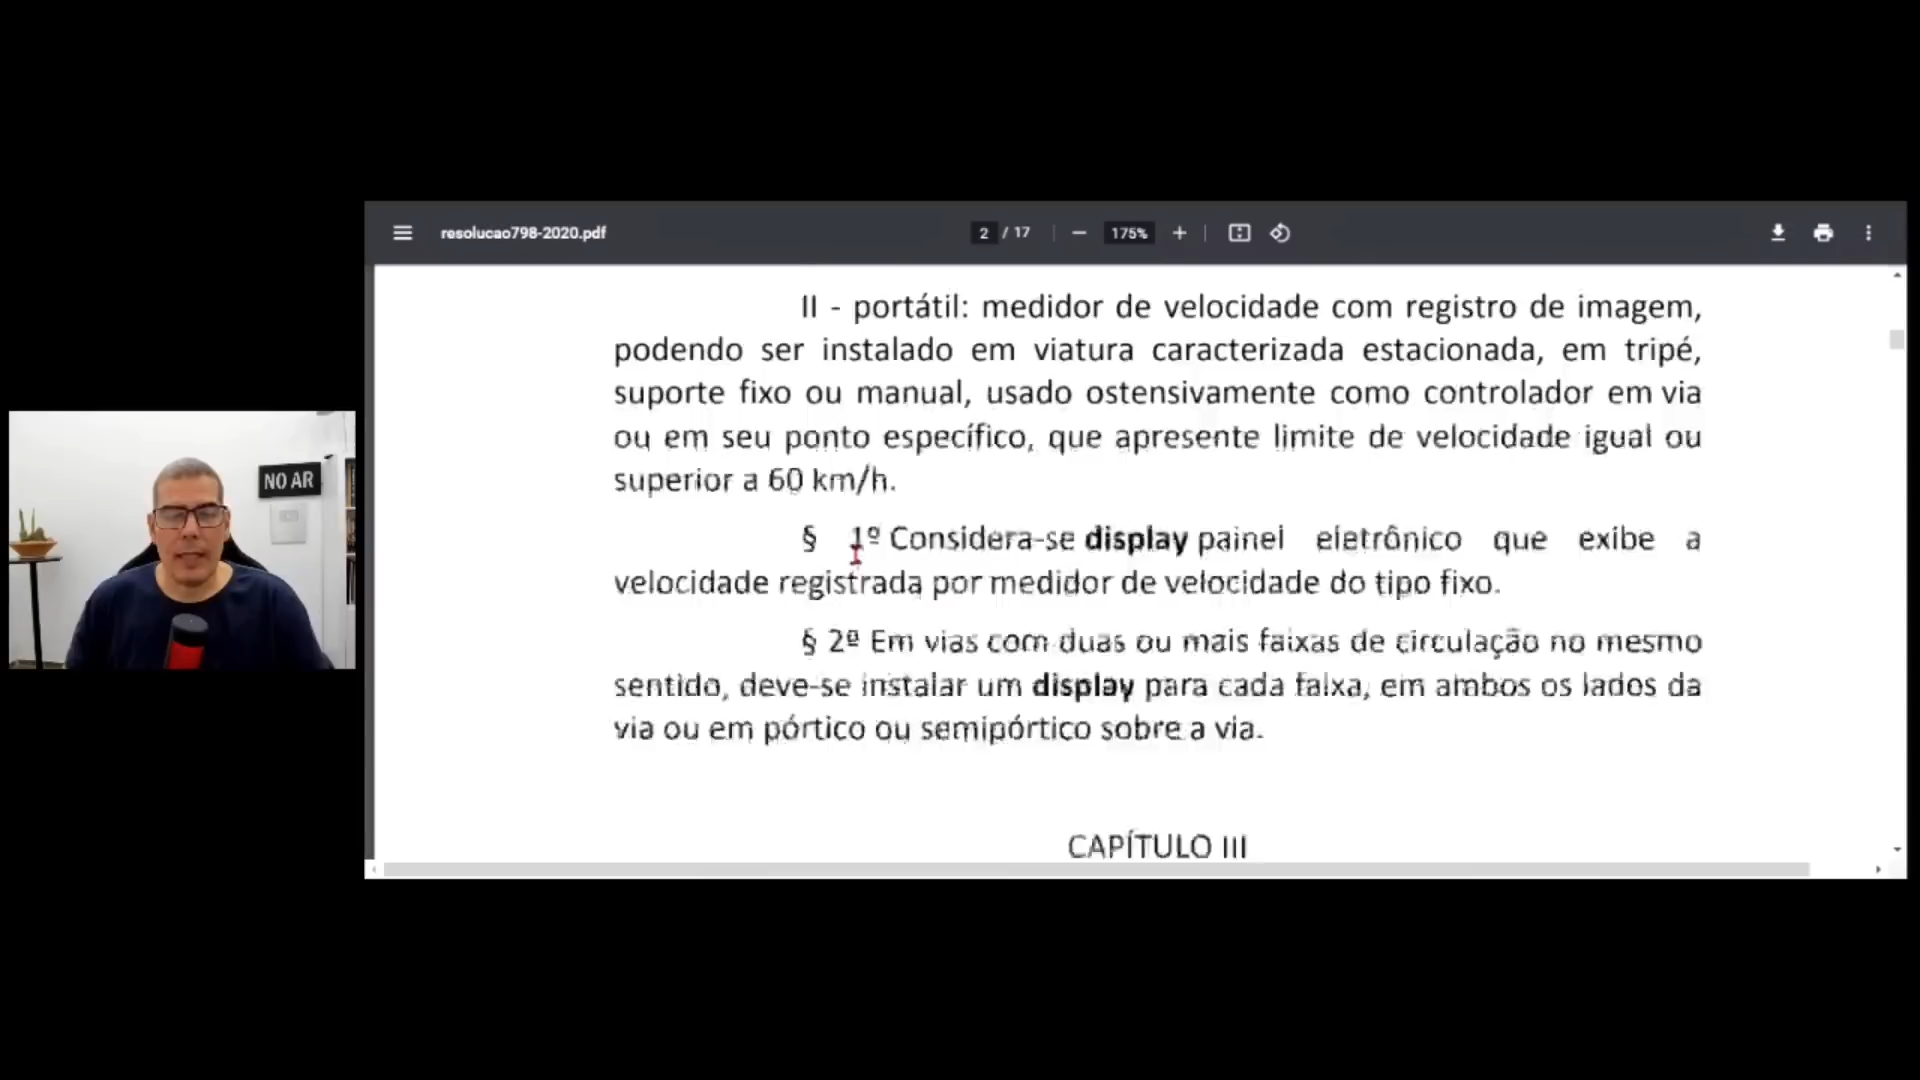 resolucao798-2020.pdf
2 / 17
175%
II - portátil: medidor de velocidade com registro de imagem,
podendo ser instalado em viatura caracterizada estacionada, em tripé,
suporte fixo ou manual, usado ostensivamente como controlador em via
ou em seu ponto específico, que apresente limite de velocidade igual ou
superior a 60 km/h.
§ 1º Considera-se display painel eletrônico que exibe a
velocidade registrada por medidor de velocidade do tipo fixo.
§ 2º Em vias com duas ou mais faixas de circulação no mesmo
sentido, deve-se instalar um display para cada faixa, em ambos os lados da
via ou em pórtico ou semipórtico sobre a via.
CAPÍTULO III
NO AR